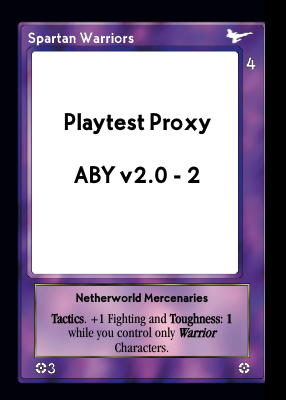 Spartan Warriors
4
Playtest Proxy
ABY v2.0 - 2
Netherworld Mercenaries
Tactics. +1 Fighting and Toughness: 1
while you control only Warrior
Characters.
3